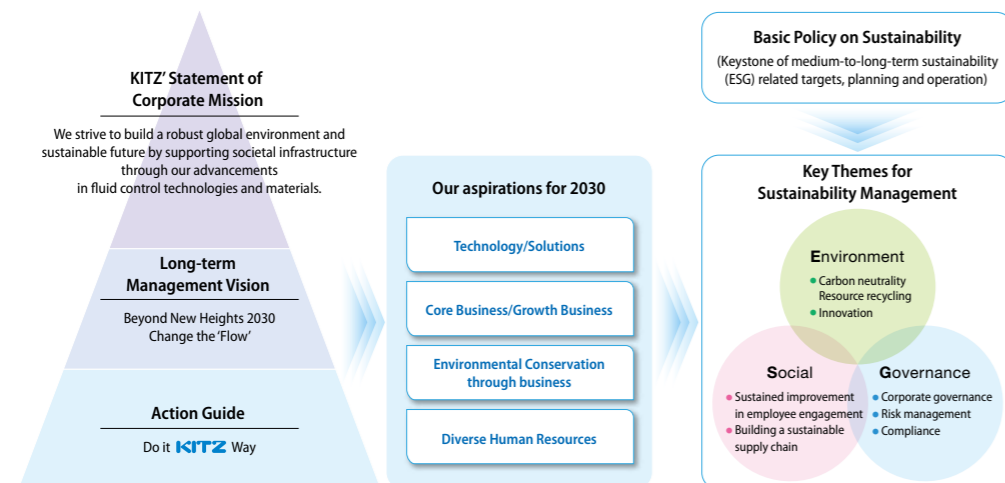 KITZ' Statement of
Corporate Mission
We strive to build a robust global environment and
sustainable future by supporting societal infrastructure
through our advancements
in fluid control technologies and materials.
Long-term
Management Vision
Beyond New Heights 2030
Change the 'Flow'
Action Guide
Do it KITZ Way
Our aspirations for 2030
Technology/Solutions
Core Business/Growth Business
Environmental Conservation
through business
Diverse Human Resources
Basic Policy on Sustainability
(Keystone of medium-to-long-term sustainability
(ESG) related targets, planning and operation)
Key Themes for
Sustainability Management
Environment
• Carbon neutrality
Resource recycling
• Innovation
Social
• Sustained improvement
in employee engagement
• Building a sustainable
supply chain
Governance
• Corporate governance
• Risk management
• Compliance